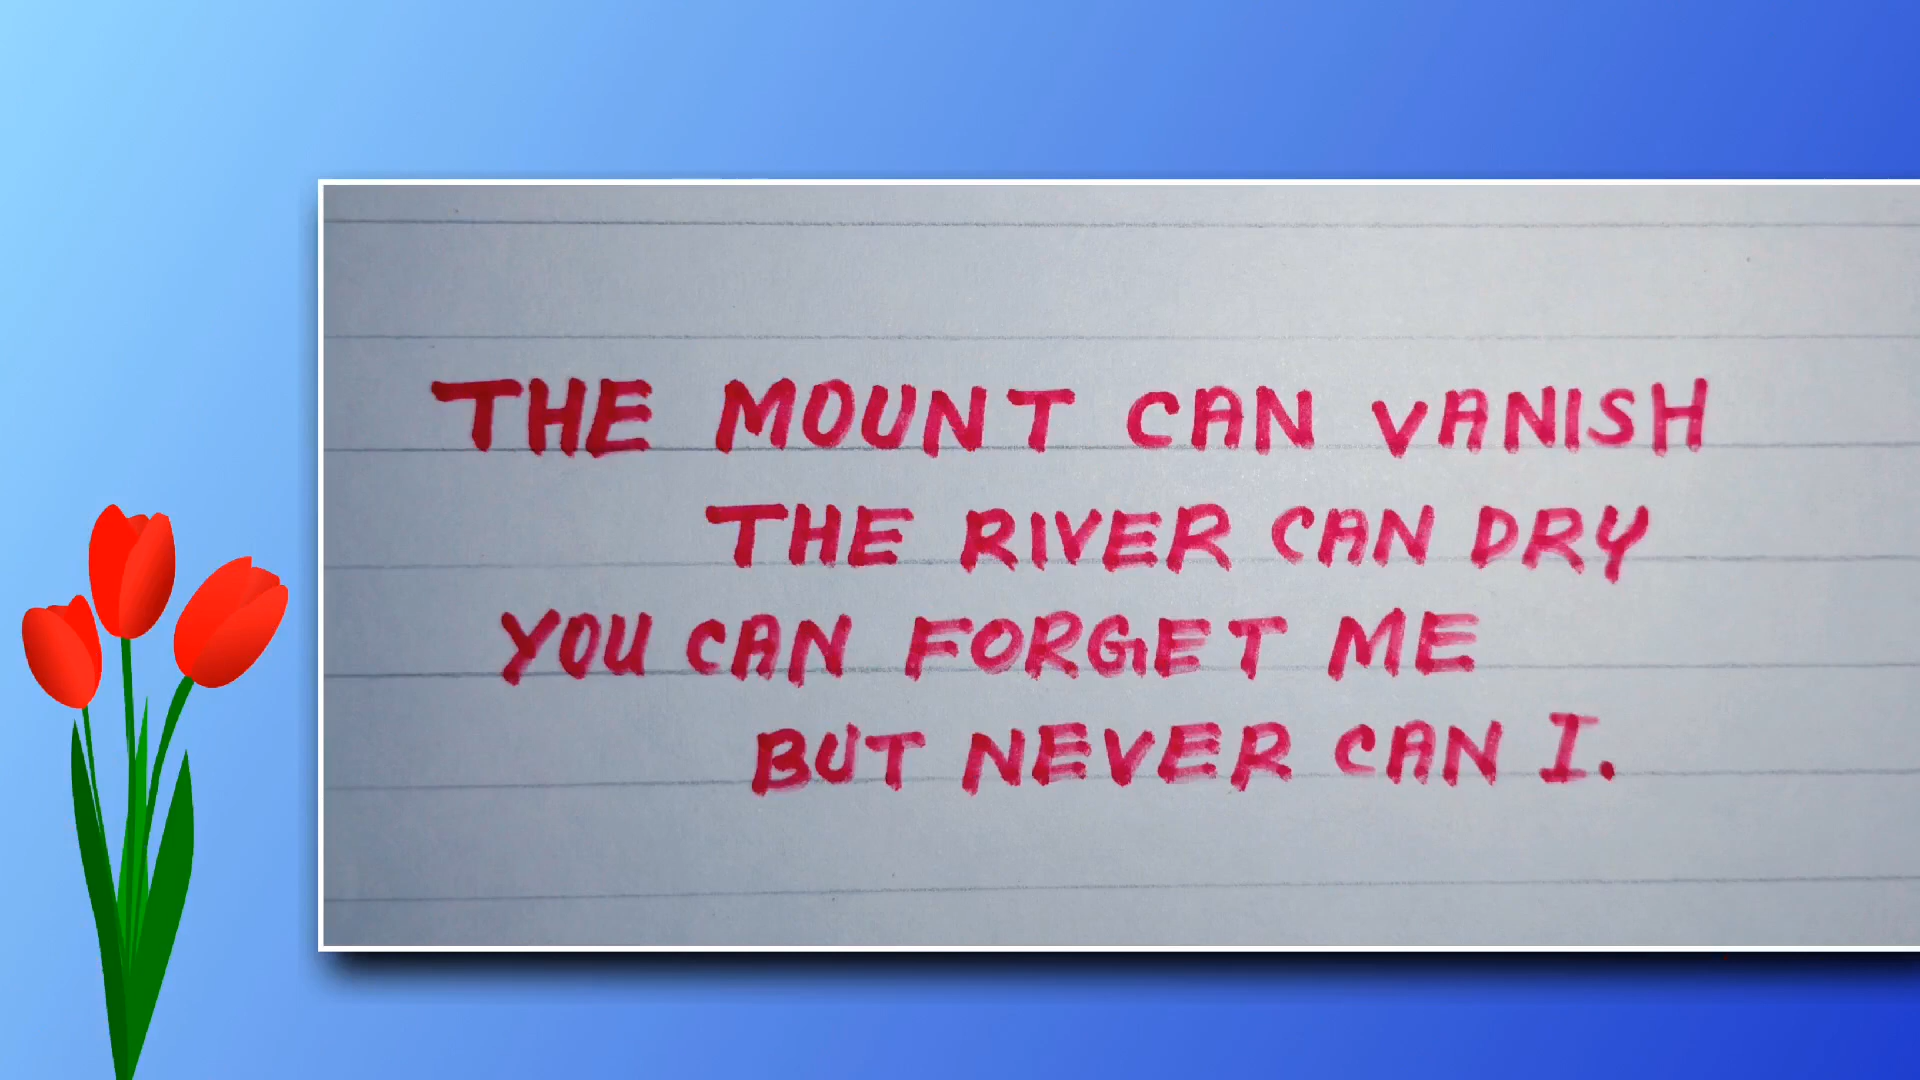 THE MOUNT CAN VANISH
THE RIVER CAN DRY
YOU CAN FORGET ME
BUT NEVER CAN I.